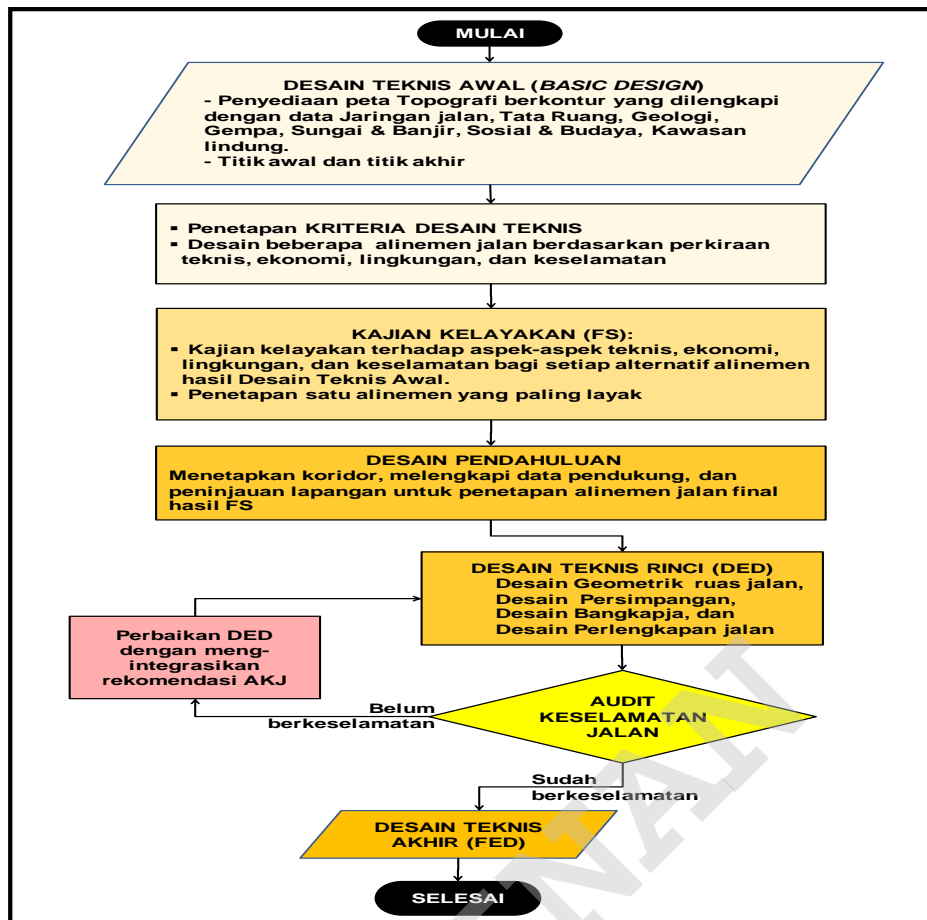 MULAI
DESAIN TEKNIS AWAL (BASIC DESIGN)
- Penyediaan peta Topografi berkontur yang dilengkapi
dengan data Jaringan jalan, Tata Ruang, Geologi,
Gempa, Sungai & Banjir, Sosial & Budaya, Kawasan
lindung.
- Titik awal dan titik akhir
▪ Penetapan KRITERIA DESAIN TEKNIS
▪ Desain beberapa alinemen jalan berdasarkan perkiraan
teknis, ekonomi, lingkungan, dan keselamatan
KAJIAN KELAYAKAN (FS):
▪ Kajian kelayakan terhadap aspek-aspek teknis, ekonomi,
lingkungan, dan keselamatan bagi setiap alternatif alinemen
hasil Desain Teknis Awal.
▪ Penetapan satu alinemen yang paling layak
DESAIN PENDAHULUAN
Menetapkan koridor, melengkapi data pendukung, dan
peninjauan lapangan untuk penetapan alinemen jalan final
hasil FS
DESAIN TEKNIS RINCI (DED)
Desain Geometrik ruas jalan,
Desain Persimpangan,
Desain Bangkapja, dan
Desain Perlengkapan jalan
Perbaikan DED
dengan meng-
integrasikan
rekomendasi AKJ
Belum
berkeselamatan
AUDIT
KESELAMATAN
JALAN
Sudah
berkeselamatan
DESAIN TEKNIS
AKHIR (FED)
SELESAI